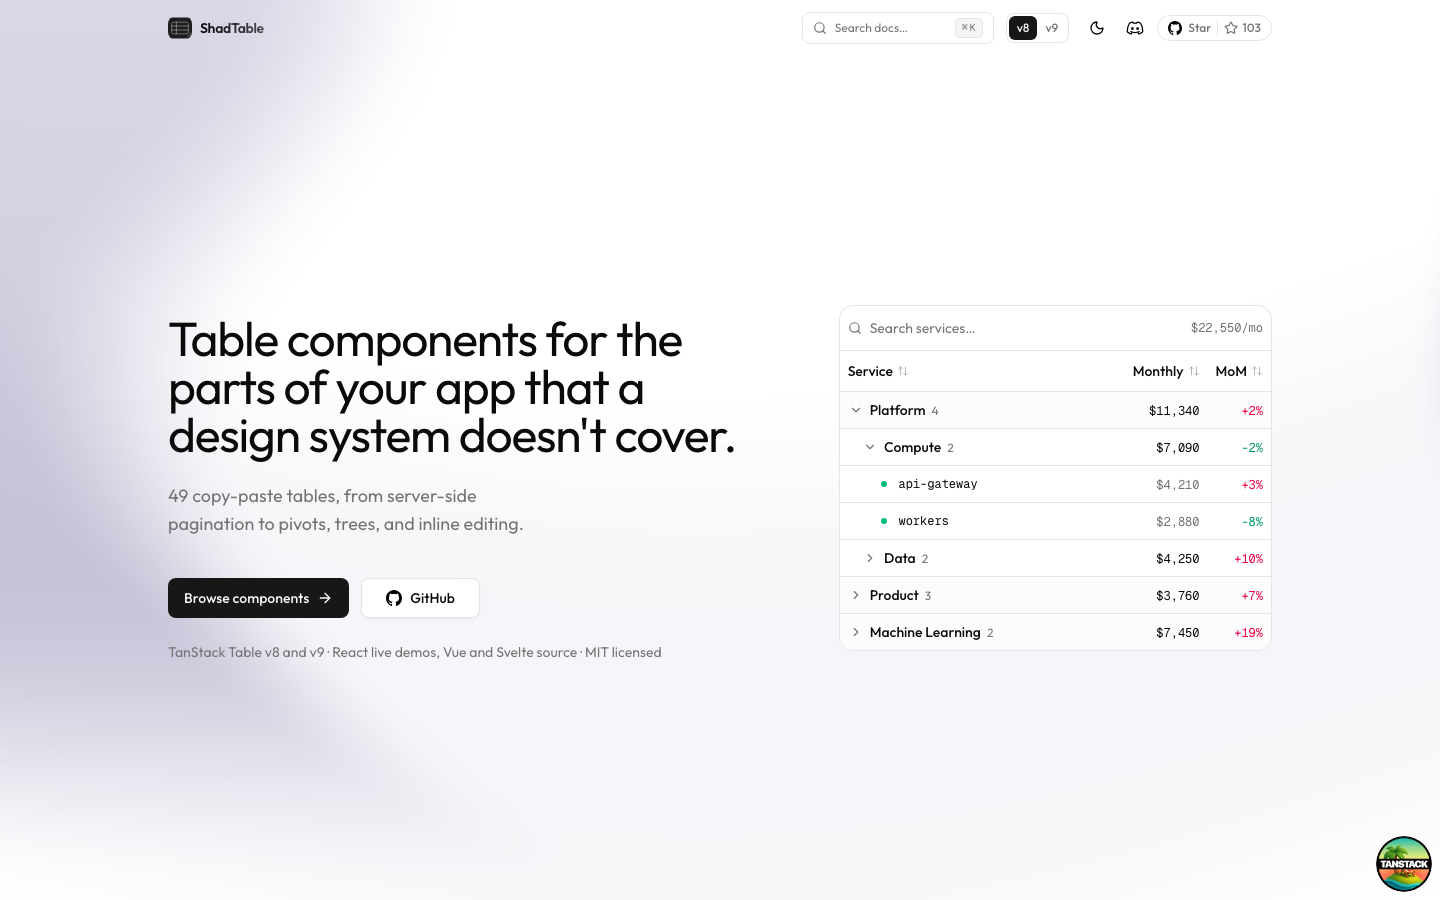 ShadTable
Search docs...
⌘K
v8 v9
Star 103
Table components for the
parts of your app that a
design system doesn't cover.
49 copy-paste tables, from server-side
pagination to pivots, trees, and inline editing.
Browse components
GitHub
TanStack Table v8 and v9 · React live demos, Vue and Svelte source · MIT licensed
Search services... $22,550/mo
Service Monthly MoM
Platform 4 $11,340 +2%
Compute 2 $7,090 -2%
api-gateway $4,210 +3%
workers $2,880 -8%
Data 2 $4,250 +10%
Product 3 $3,760 +7%
Machine Learning 2 $7,450 +19%
TANSTACK